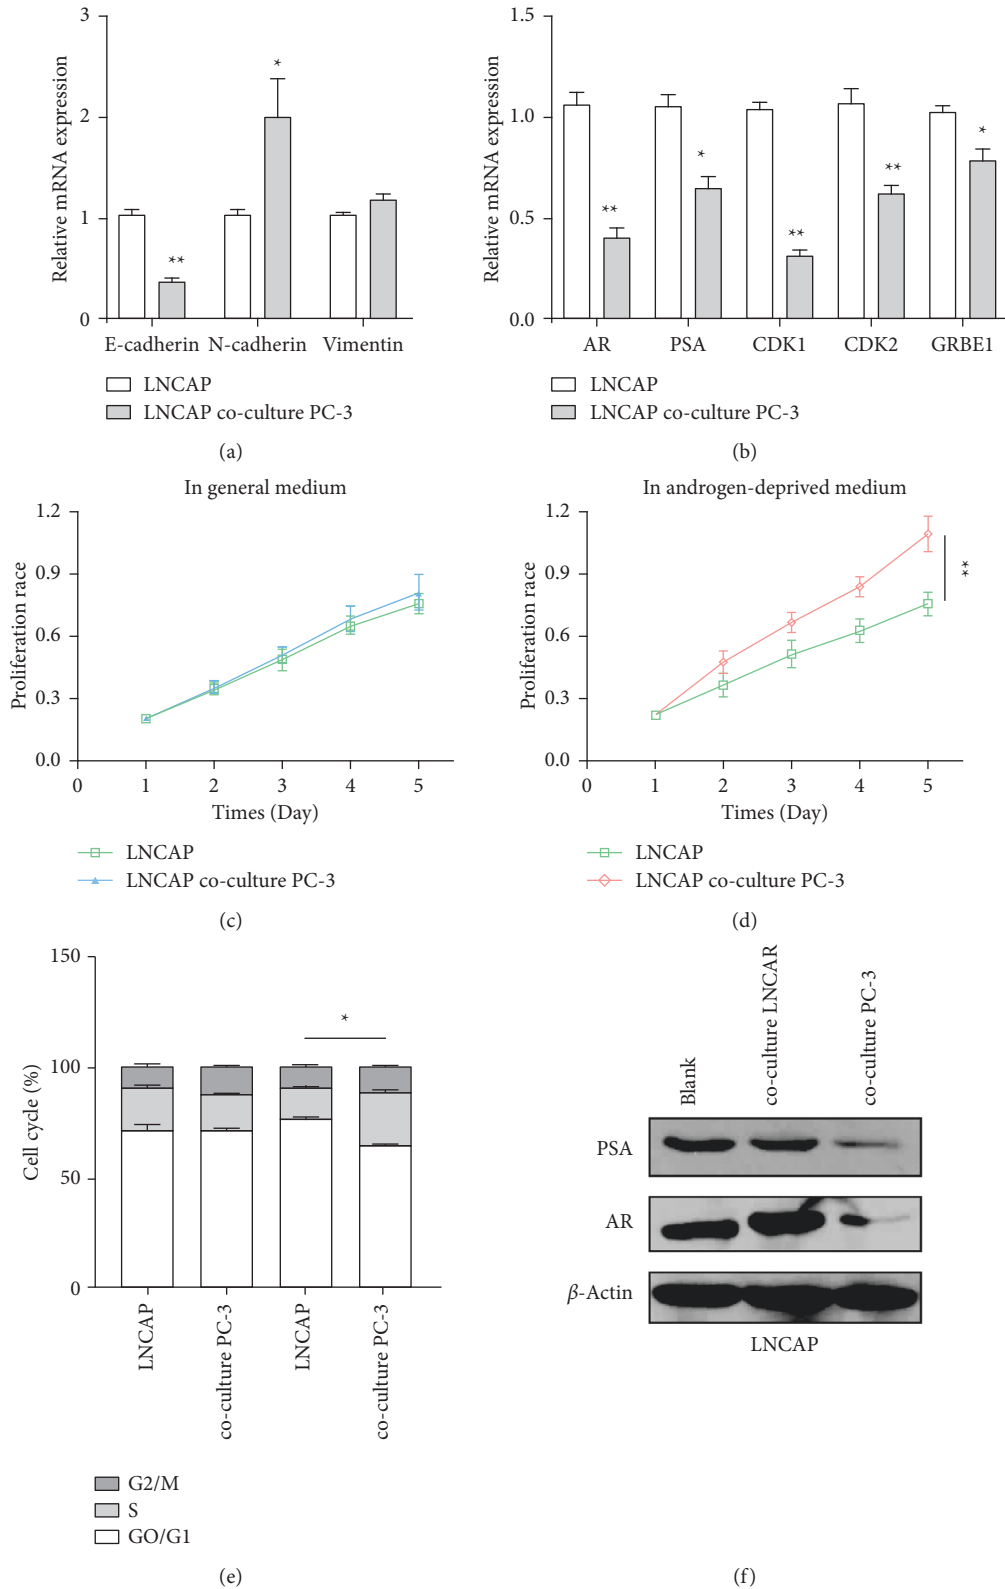 3
2
1
0
Relative mRNA expression
*
**
E-cadherin N-cadherin Vimentin
LNCAP
LNCAP co-culture PC-3
(a)
1.5
1.0
0.5
0.0
Relative mRNA expression
**
*
**
**
*
AR PSA CDK1 CDK2 GRBE1
LNCAP
LNCAP co-culture PC-3
(b)
In general medium
1.2
0.9
0.6
0.3
0.0
Proliferation race
0 1 2 3 4 5
Times (Day)
LNCAP
LNCAP co-culture PC-3
(c)
In androgen-deprived medium
1.2
0.9
0.6
0.3
0.0
Proliferation race
**
0 1 2 3 4 5
Times (Day)
LNCAP
LNCAP co-culture PC-3
(d)
150
100
50
0
Cell cycle (%)
*
LNCAP
co-culture PC-3
LNCAP
co-culture PC-3
G2/M
S
GO/G1
(e)
Blank
co-culture LNCAR
co-culture PC-3
PSA
AR
β-Actin
LNCAP
(f)